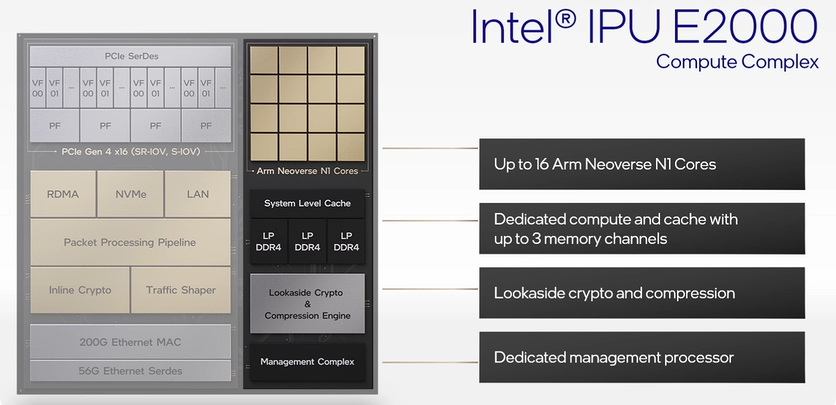 Intel® IPU E2000
Compute Complex
PCIe SerDes
VF 00 VF 01 ... VF 00 VF 01 ... VF 00 VF 01 ... VF 00 VF 01 ...
PF PF PF PF
PCIe Gen 4 x16 (SR-IOV, S-IOV)
RDMA NVMe LAN
Packet Processing Pipeline
Inline Crypto Traffic Shaper
200G Ethernet MAC
56G Ethernet Serdes
Arm Neoverse N1 Cores
System Level Cache
LP LP LP
DDR4 DDR4 DDR4
Lookaside Crypto
&
Compression Engine
Management Complex
Up to 16 Arm Neoverse N1 Cores
Dedicated compute and cache with
up to 3 memory channels
Lookaside crypto and compression
Dedicated management processor